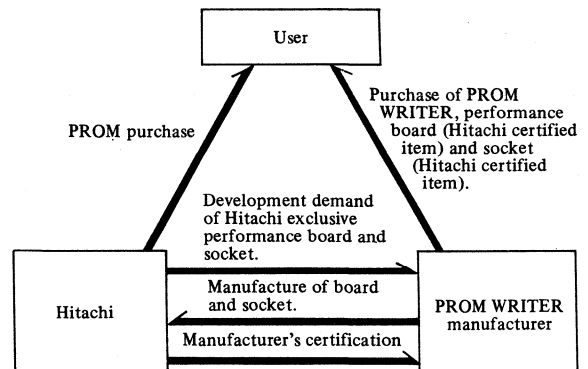 User
PROM purchase
Purchase of PROM
WRITER, performance
board (Hitachi certified
item) and socket
(Hitachi certified
item).
Development demand
of Hitachi exclusive
performance board and
socket.
Hitachi
Manufacture of board
and socket.
Manufacturer's certification
PROM WRITER
manufacturer